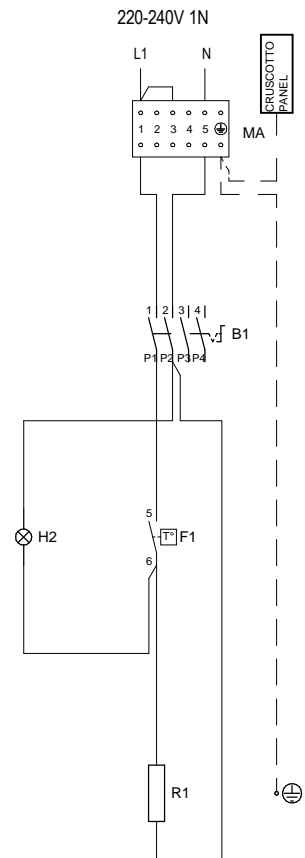 220-240V 1N
L1
N
CRUSCOTTO
PANEL
1 2 3 4 5
MA
1 2 3 4
B1
P1 P2 P3 P4
5
H2
T° F1
6
R1